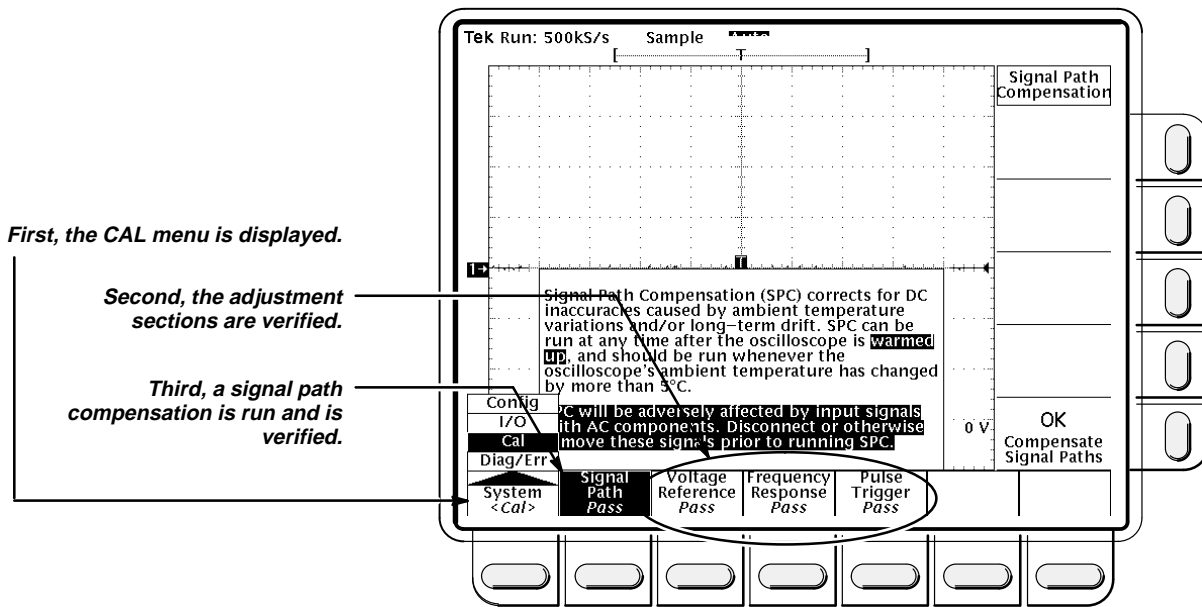 Tek Run: 500kS/s Sample Auto
[ T ]
Signal Path
Compensation
First, the CAL menu is displayed.
Second, the adjustment
sections are verified.
Third, a signal path
compensation is run and is
verified.
T
1→
Signal Path Compensation (SPC) corrects for DC
inaccuracies caused by ambient temperature
variations and/or long–term drift. SPC can be
run at any time after the oscilloscope is warmed
up, and should be run whenever the
oscilloscope's ambient temperature has changed
by more than 5°C.
PC will be adversely affected by input signals
ith AC components. Disconnect or otherwise
move these signals prior to running SPC.
0 V
Config
I/O
Cal
Diag/Err
System
<Cal>
Signal
Path
Pass
Voltage
Reference
Pass
Frequency
Response
Pass
Pulse
Trigger
Pass
OK
Compensate
Signal Paths